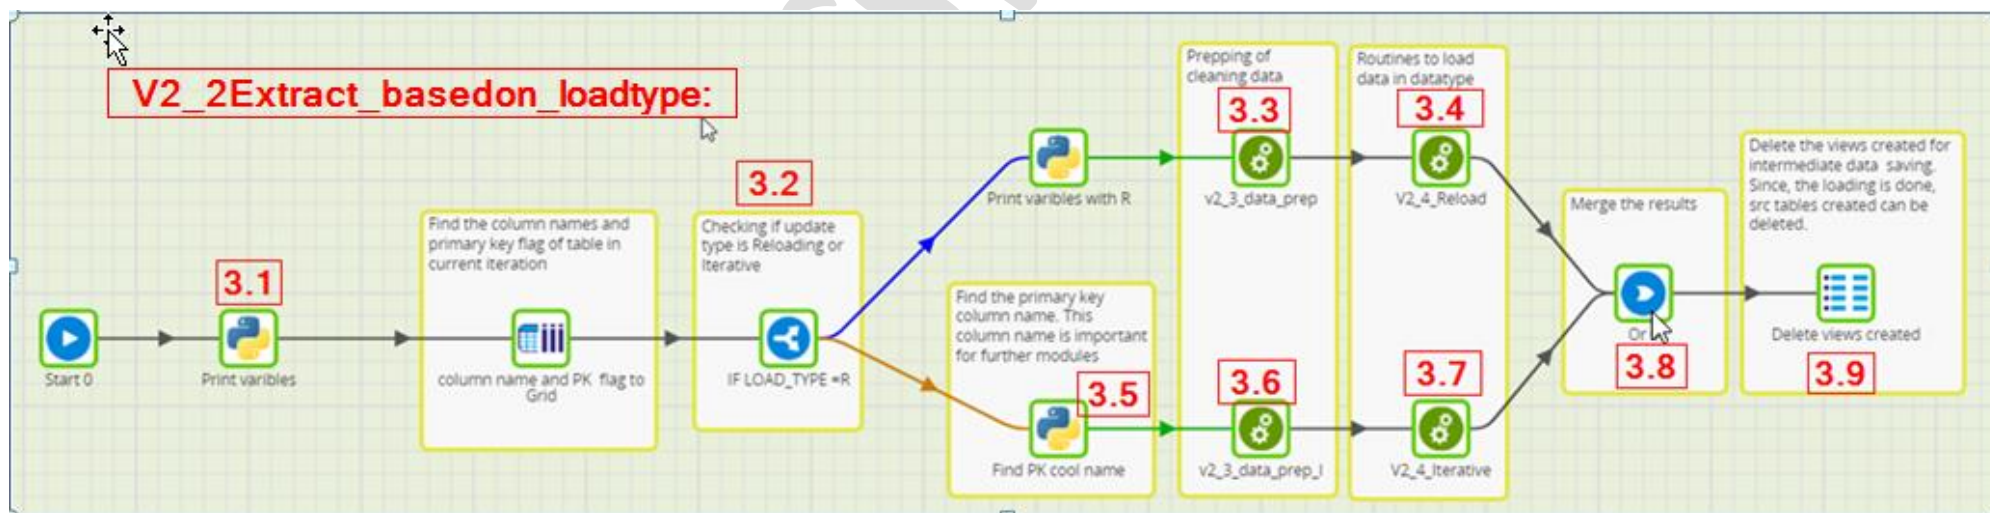 V2_2Extract_basedon_loadtype:
Start 0
3.1
Print varibles
Find the column names and
primary key flag of table in
current iteration
column name and PK flag to
Grid
3.2
Checking if update
type is Reloading or
Iterative
IF LOAD_TYPE =R
Print varibles with R
Find the primary key
column name. This
column name is important
for further modules
3.5
Find PK cool name
Prepping of
cleaning data
3.3
v2_3_data_prep
3.6
v2_3_data_prep_I
Routines to load
data in datatype
3.4
V2_4_Reload
3.7
V2_4_Iterative
Merge the results
Or
3.8
Delete the views created for
intermediate data saving.
Since, the loading is done,
src tables created can be
deleted.
Delete views created
3.9